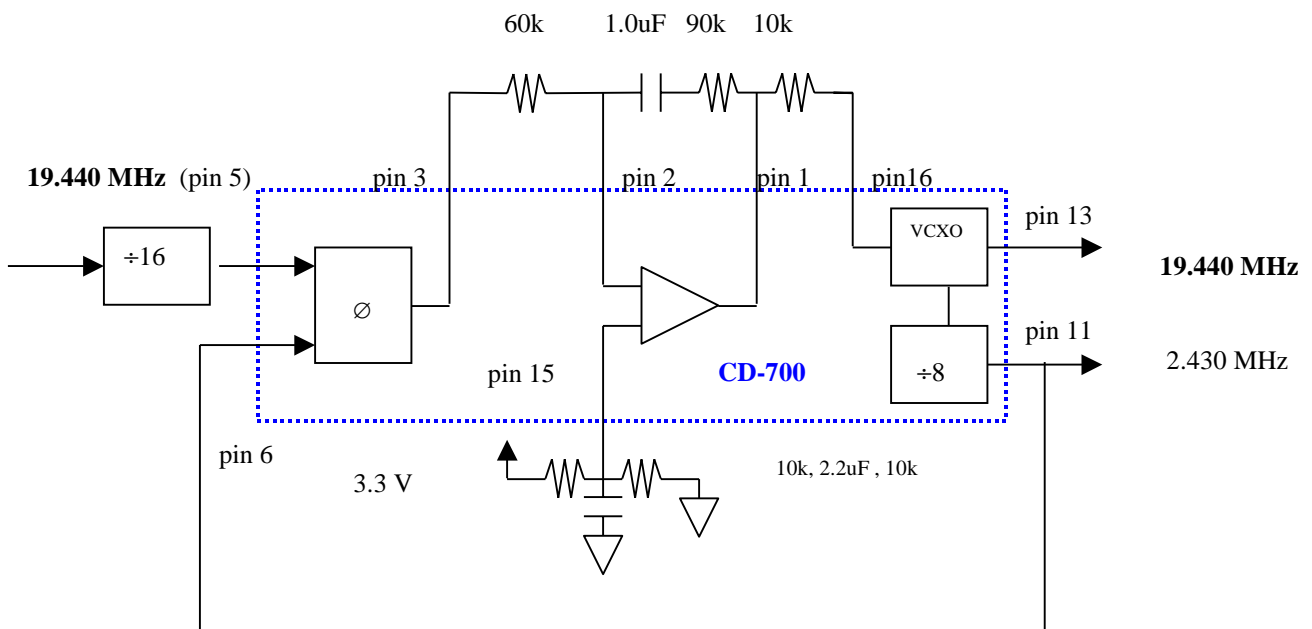 60k 1.0uF 90k 10k
19.440 MHz (pin 5) pin 3 pin 2 pin 1 pin16
÷16
∅
VCXO
pin 13
19.440 MHz
pin 11
÷8
2.430 MHz
pin 15
CD-700
pin 6
3.3 V
10k, 2.2uF , 10k